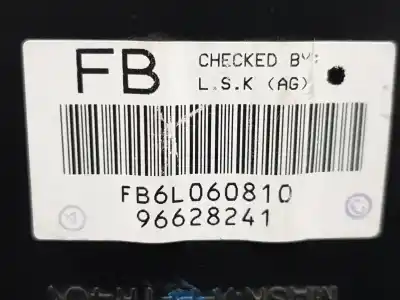 FB
CHECKED BY:
L.S.K (AG)
FB6L060810
96628241